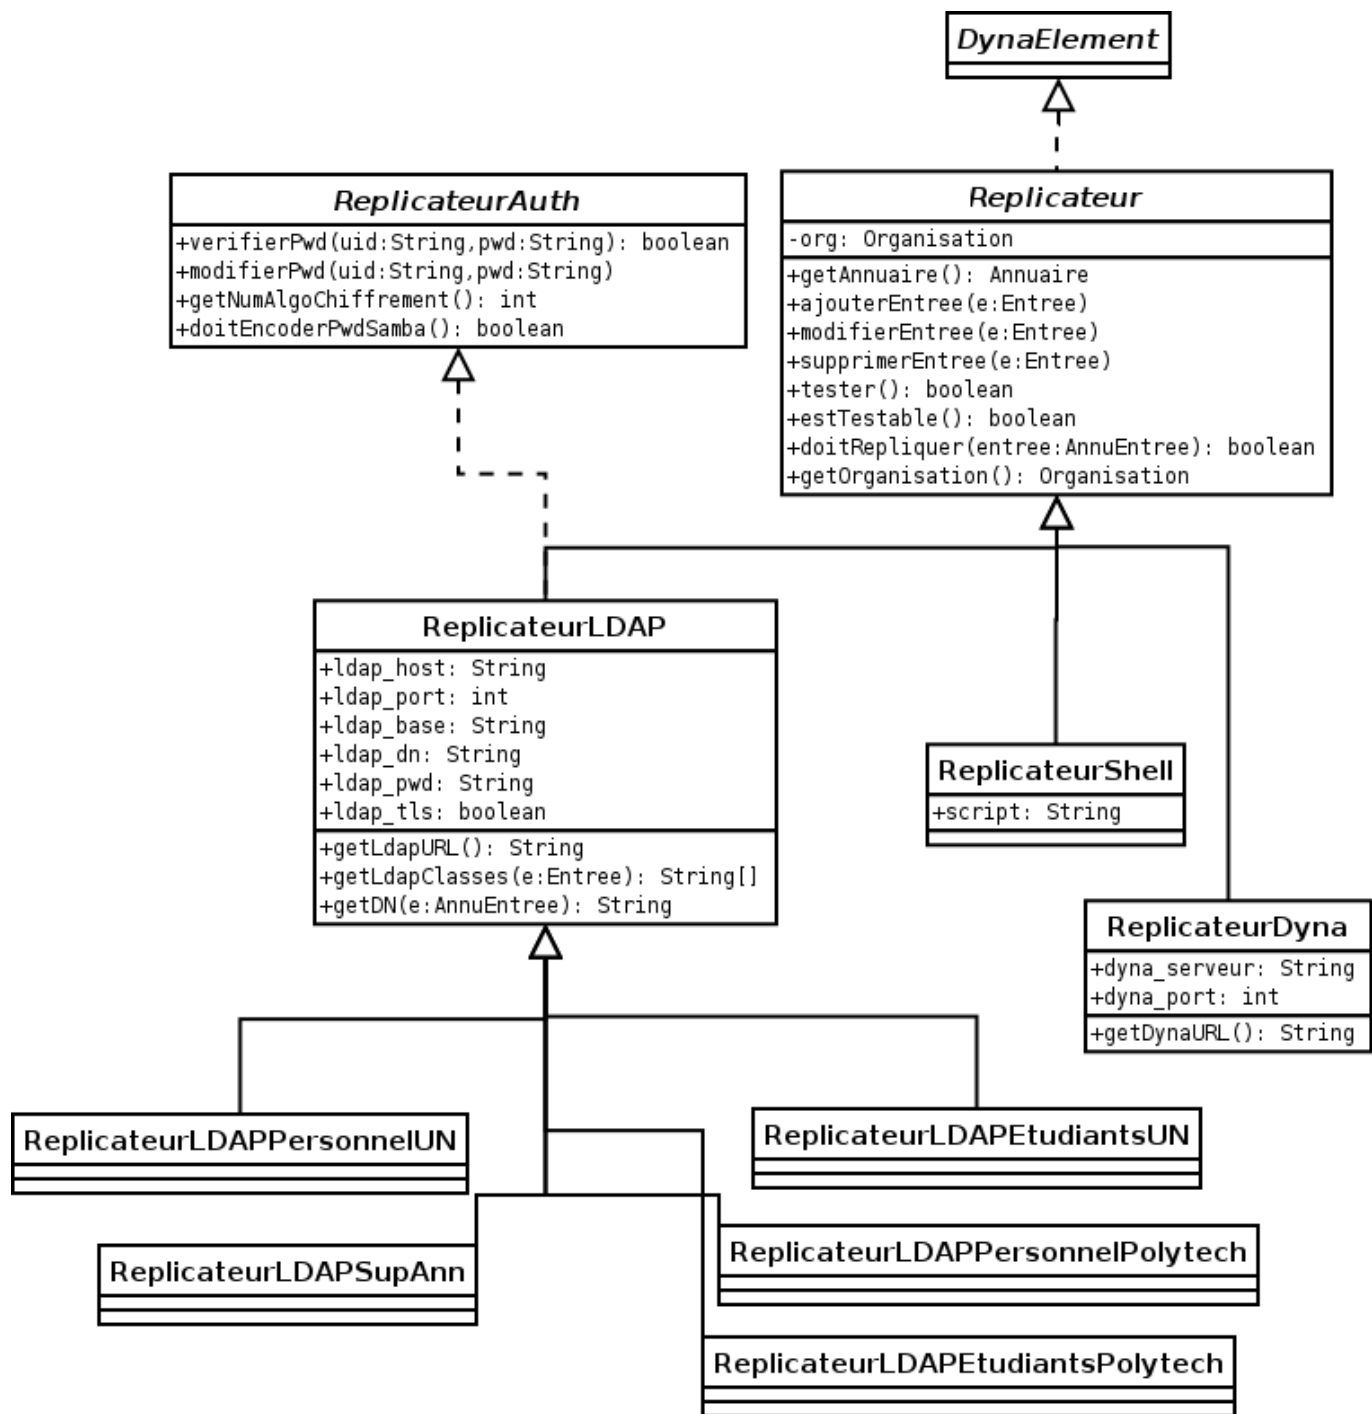 DynaElement
ReplicateurAuth
+verifierPwd(uid:String,pwd:String): boolean
+modifierPwd(uid:String,pwd:String)
+getNumAlgoChiffrement(): int
+doitEncoderPwdSamba(): boolean
Replicateur
-org: Organisation
+getAnnuaire(): Annuaire
+ajouterEntree(e:Entree)
+modifierEntree(e:Entree)
+supprimerEntree(e:Entree)
+tester(): boolean
+estTestable(): boolean
+doitRepliquer(entree:AnnuEntree): boolean
+getOrganisation(): Organisation
ReplicateurLDAP
+ldap_host: String
+ldap_port: int
+ldap_base: String
+ldap_dn: String
+ldap_pwd: String
+ldap_tls: boolean
+getLdapURL(): String
+getLdapClasses(e:Entree): String[]
+getDN(e:AnnuEntree): String
ReplicateurShell
+script: String
ReplicateurDyna
+dyna_serveur: String
+dyna_port: int
+getDynaURL(): String
ReplicateurLDAPPersonnelUN
ReplicateurLDAPEtudiantsUN
ReplicateurLDAPSupAnn
ReplicateurLDAPPersonnelPolytech
ReplicateurLDAPEtudiantsPolytech